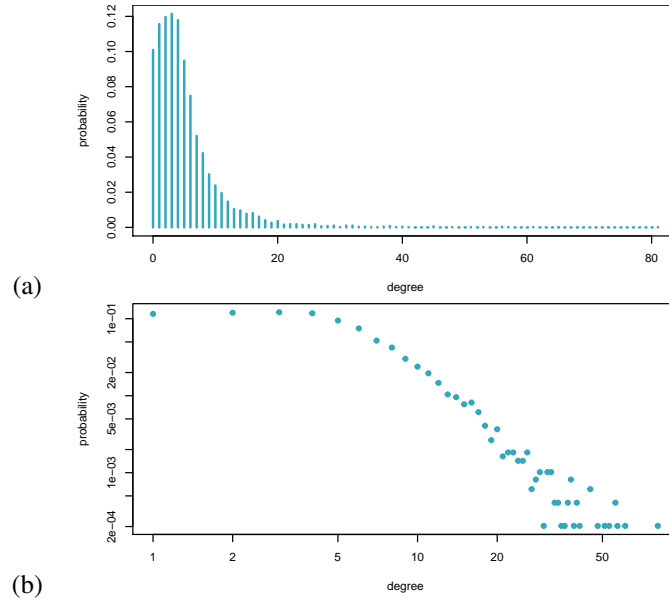 0.12
0.10
0.08
0.06
0.04
0.02
0.00
probability
0 20 40 60 80
degree
(a)
1e−01
2e−02
5e−03
1e−03
2e−04
probability
1 2 5 10 20 50
degree
(b)